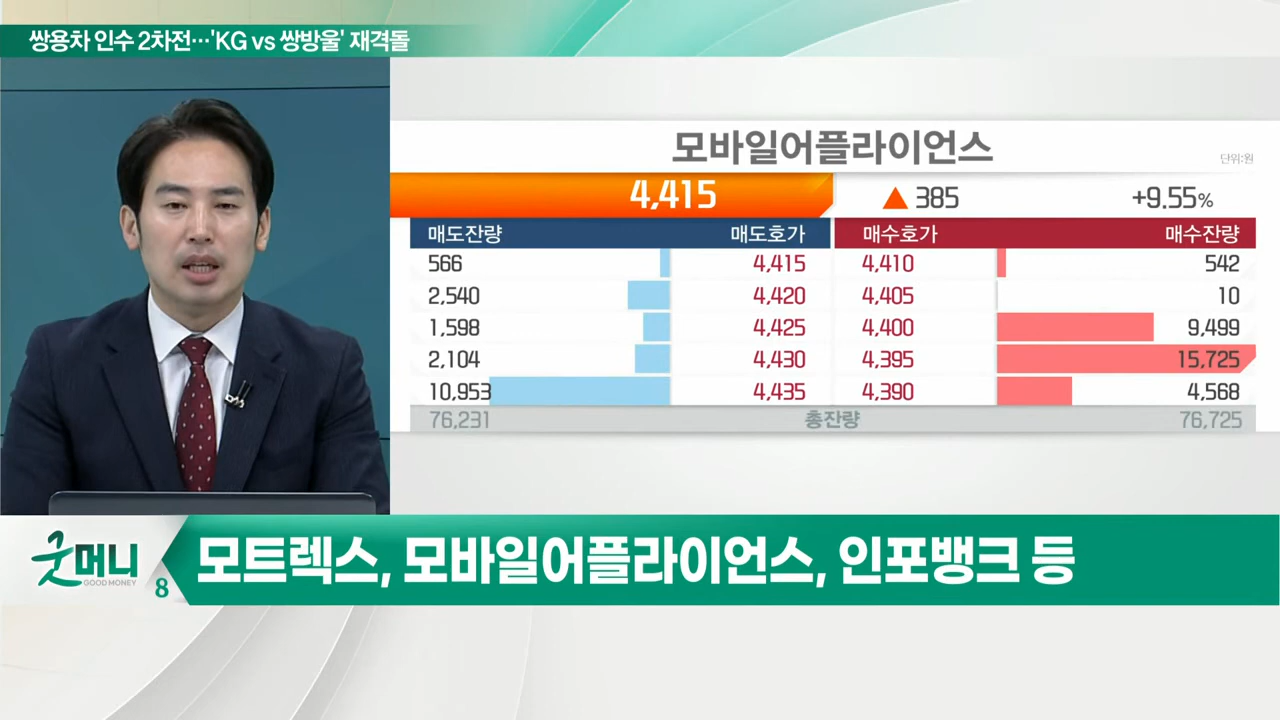 쌍용차 인수 2차전…'KG vs 쌍방울' 재격돌
모바일어플라이언스
단위:원
4,415 ▲ 385 +9.55%
매도잔량 매도호가 매수호가 매수잔량
566 4,415 4,410 542
2,540 4,420 4,405 10
1,598 4,425 4,400 9,499
2,104 4,430 4,395 15,725
10,953 4,435 4,390 4,568
76,231 총잔량 76,725
굿머니
GOOD MONEY
8
모트렉스, 모바일어플라이언스, 인포뱅크 등